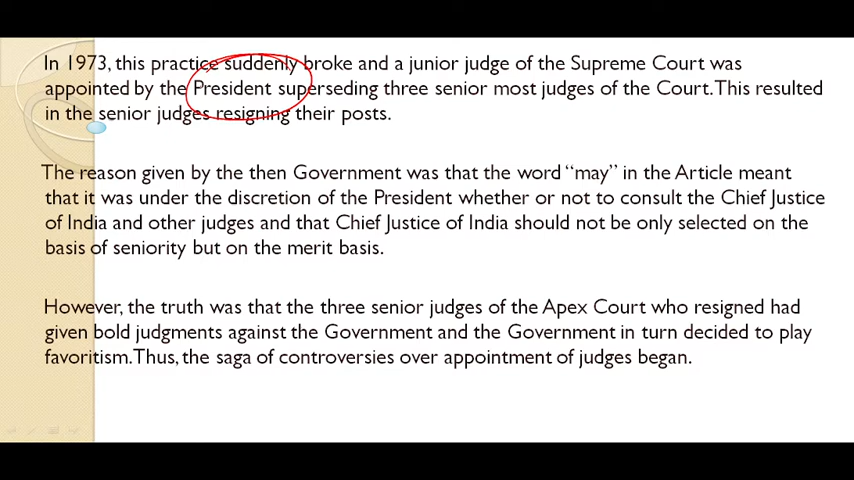 In 1973, this practice suddenly broke and a junior judge of the Supreme Court was
appointed by the President superseding three senior most judges of the Court. This resulted
in the senior judges resigning their posts.
The reason given by the then Government was that the word “may” in the Article meant
that it was under the discretion of the President whether or not to consult the Chief Justice
of India and other judges and that Chief Justice of India should not be only selected on the
basis of seniority but on the merit basis.
However, the truth was that the three senior judges of the Apex Court who resigned had
given bold judgments against the Government and the Government in turn decided to play
favoritism. Thus, the saga of controversies over appointment of judges began.